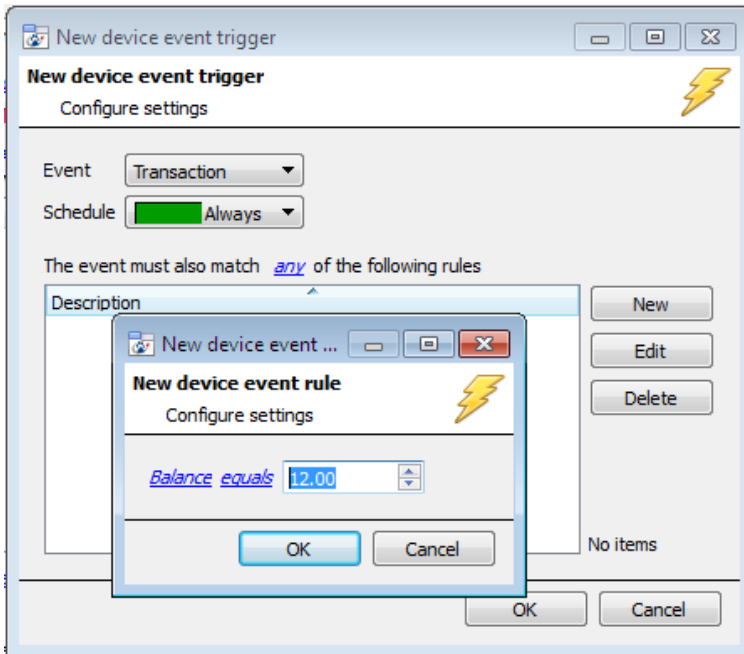 New device event trigger
New device event trigger
Configure settings
Event Transaction
Schedule Always
The event must also match any of the following rules
Description
New
Edit
Delete
New device event ...
New device event rule
Configure settings
Balance equals 12.00
OK Cancel
No items
OK Cancel